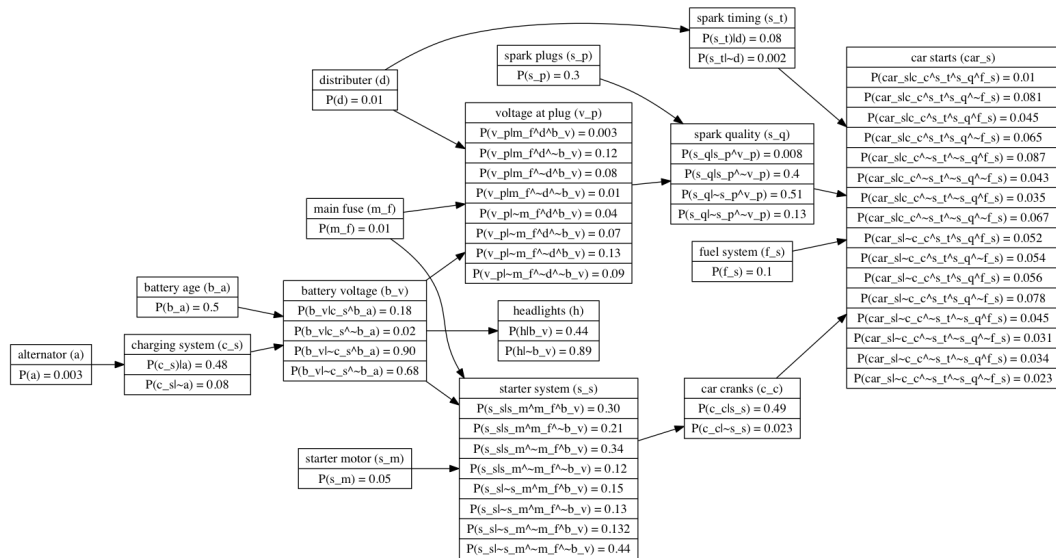 spark timing (s_t)
P(s_t)|d) = 0.08
P(s_t|~d) = 0.002
spark plugs (s_p)
P(s_p) = 0.3
car starts (car_s)
P(car_s|c_c^s_t^s_q^f_s) = 0.01
P(car_s|c_c^s_t^s_q^~f_s) = 0.081
P(car_s|c_c^s_t^s_q^f_s) = 0.045
P(car_s|c_c^s_t^s_q^~f_s) = 0.065
P(car_s|c_c^~s_t^~s_q^f_s) = 0.087
P(car_s|c_c^~s_t^~s_q^~f_s) = 0.043
P(car_s|c_c^~s_t^~s_q^f_s) = 0.035
P(car_s|c_c^~s_t^~s_q^~f_s) = 0.067
P(car_s|~c_c^s_t^s_q^f_s) = 0.052
P(car_s|~c_c^s_t^s_q^~f_s) = 0.054
P(car_s|~c_c^s_t^s_q^f_s) = 0.056
P(car_s|~c_c^s_t^s_q^~f_s) = 0.078
P(car_s|~c_c^~s_t^~s_q^f_s) = 0.045
P(car_s|~c_c^~s_t^~s_q^~f_s) = 0.031
P(car_s|~c_c^~s_t^~s_q^f_s) = 0.034
P(car_s|~c_c^~s_t^~s_q^~f_s) = 0.023
distributer (d)
P(d) = 0.01
voltage at plug (v_p)
P(v_p|m_f^d^b_v) = 0.003
P(v_p|m_f^d^~b_v) = 0.12
P(v_p|m_f^~d^b_v) = 0.08
P(v_p|m_f^~d^~b_v) = 0.01
P(v_p|~m_f^d^b_v) = 0.04
P(v_p|~m_f^d^~b_v) = 0.07
P(v_p|~m_f^~d^b_v) = 0.13
P(v_p|~m_f^~d^~b_v) = 0.09
spark quality (s_q)
P(s_q|s_p^v_p) = 0.008
P(s_q|s_p^~v_p) = 0.4
P(s_q|~s_p^v_p) = 0.51
P(s_q|~s_p^~v_p) = 0.13
main fuse (m_f)
P(m_f) = 0.01
fuel system (f_s)
P(f_s) = 0.1
battery age (b_a)
P(b_a) = 0.5
battery voltage (b_v)
P(b_v|c_s^b_a) = 0.18
P(b_v|c_s^~b_a) = 0.02
P(b_v|~c_s^b_a) = 0.90
P(b_v|~c_s^~b_a) = 0.68
headlights (h)
P(h|b_v) = 0.44
P(h|~b_v) = 0.89
alternator (a)
P(a) = 0.003
charging system (c_s)
P(c_s)|a) = 0.48
P(c_s|~a) = 0.08
starter system (s_s)
P(s_s|s_m^m_f^b_v) = 0.30
P(s_s|s_m^m_f^~b_v) = 0.21
P(s_s|s_m^~m_f^b_v) = 0.34
P(s_s|s_m^~m_f^~b_v) = 0.12
P(s_s|~s_m^m_f^b_v) = 0.15
P(s_s|~s_m^m_f^~b_v) = 0.13
P(s_s|~s_m^~m_f^b_v) = 0.132
P(s_s|~s_m^~m_f^~b_v) = 0.44
car cranks (c_c)
P(c_c|s_s) = 0.49
P(c_c|~s_s) = 0.023
starter motor (s_m)
P(s_m) = 0.05